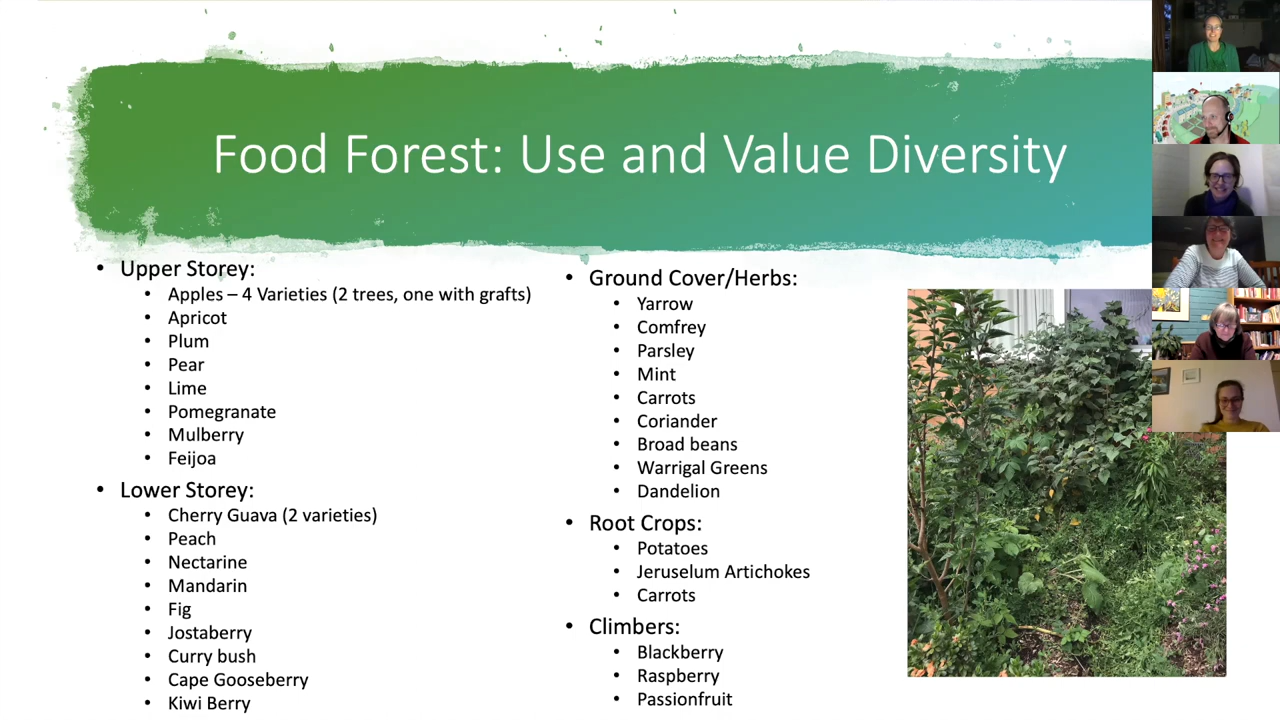 Food Forest: Use and Value Diversity
• Upper Storey:
• Apples – 4 Varieties (2 trees, one with grafts)
• Apricot
• Plum
• Pear
• Lime
• Pomegranate
• Mulberry
• Feijoa
• Lower Storey:
• Cherry Guava (2 varieties)
• Peach
• Nectarine
• Mandarin
• Fig
• Jostaberry
• Curry bush
• Cape Gooseberry
• Kiwi Berry
• Ground Cover/Herbs:
• Yarrow
• Comfrey
• Parsley
• Mint
• Carrots
• Coriander
• Broad beans
• Warrigal Greens
• Dandelion
• Root Crops:
• Potatoes
• Jeruselum Artichokes
• Carrots
• Climbers:
• Blackberry
• Raspberry
• Passionfruit